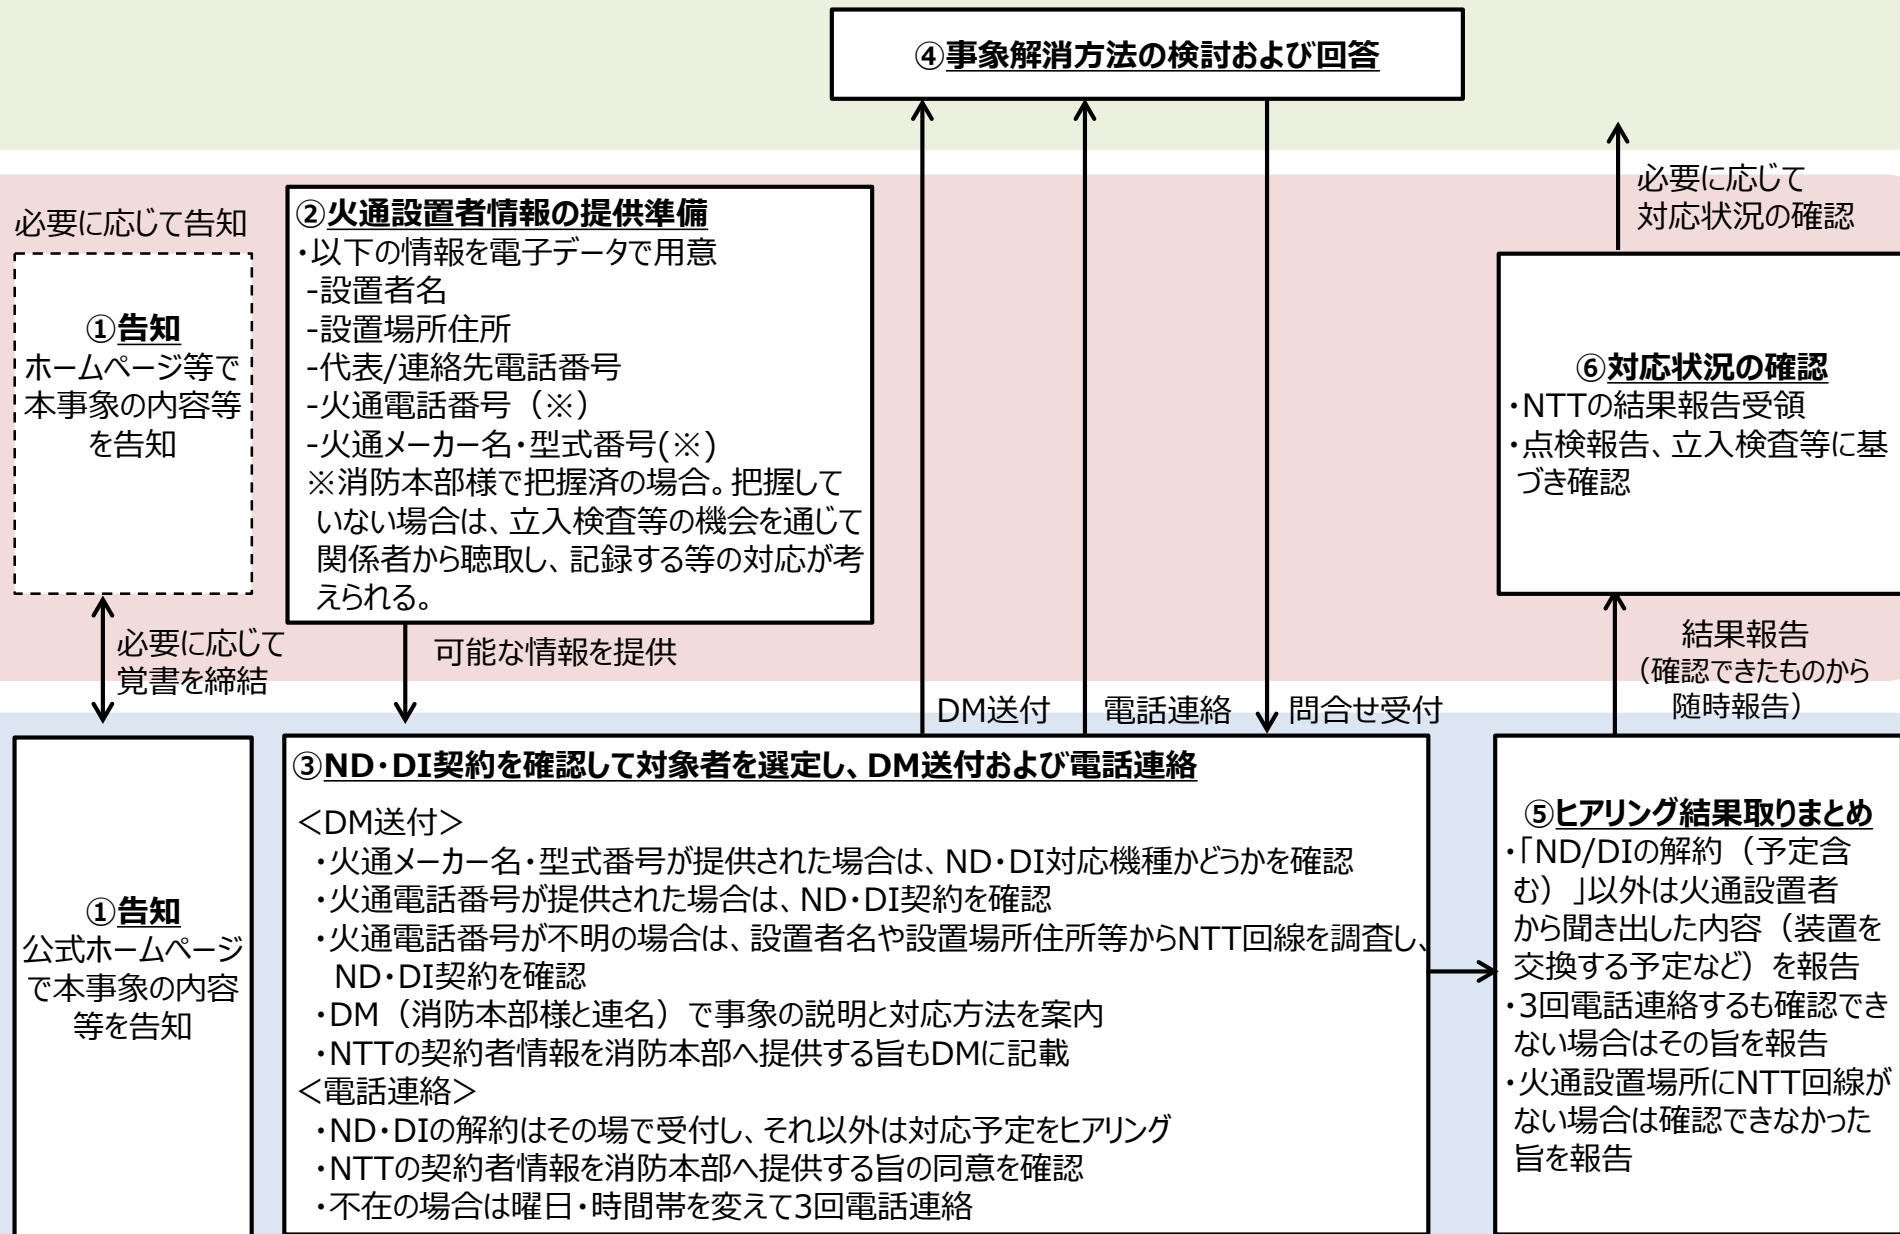 ④事象解消方法の検討および回答
必要に応じて告知
①告知
ホームページ等で
本事象の内容等
を告知
必要に応じて
覚書を締結
②火通設置者情報の提供準備
・以下の情報を電子データで用意
-設置者名
-設置場所住所
-代表/連絡先電話番号
-火通電話番号（※）
-火通メーカー名・型式番号(※)
※消防本部様で把握済の場合。把握して
いない場合は、立入検査等の機会を通じて
関係者から聴取し、記録する等の対応が考
えられる。
可能な情報を提供
DM送付
電話連絡
問合せ受付
必要に応じて
対応状況の確認
⑥対応状況の確認
・NTTの結果報告受領
・点検報告、立入検査等に基
づき確認
結果報告
（確認できたものから
随時報告）
①告知
公式ホームページ
で本事象の内容
等を告知
③ND・DI契約を確認して対象者を選定し、DM送付および電話連絡
＜DM送付＞
・火通メーカー名・型式番号が提供された場合は、ND・DI対応機種かどうかを確認
・火通電話番号が提供された場合は、ND・DI契約を確認
・火通電話番号が不明の場合は、設置者名や設置場所住所等からNTT回線を調査し、
ND・DI契約を確認
・DM（消防本部様と連名）で事象の説明と対応方法を案内
・NTTの契約者情報を消防本部へ提供する旨もDMに記載
＜電話連絡＞
・ND・DIの解約はその場で受付し、それ以外は対応予定をヒアリング
・NTTの契約者情報を消防本部へ提供する旨の同意を確認
・不在の場合は曜日・時間帯を変えて3回電話連絡
⑤ヒアリング結果取りまとめ
・「ND/DIの解約（予定含
む）」以外は火通設置者
から聞き出した内容（装置を
交換する予定など）を報告
・3回電話連絡するも確認でき
ない場合はその旨を報告
・火通設置場所にNTT回線が
ない場合は確認できなかった
旨を報告